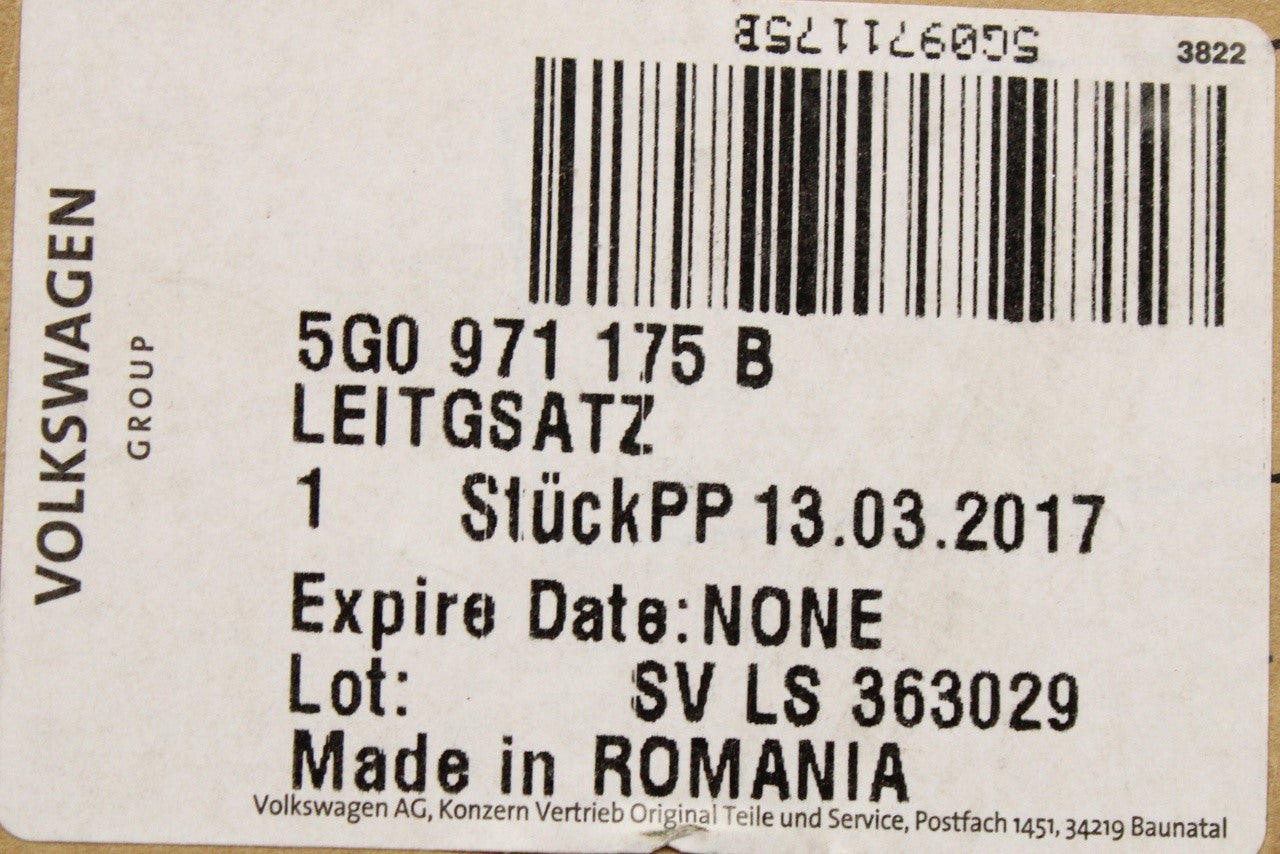 5G0971175B
3822
VOLKSWAGEN
GROUP
5G0 971 175 B
LEITGSATZ
1 StückPP 13.03.2017
Expire Date:NONE
Lot: SV LS 363029
Made in ROMANIA
Volkswagen AG, Konzern Vertrieb Original Teile und Service, Postfach 1451, 34219 Baunatal